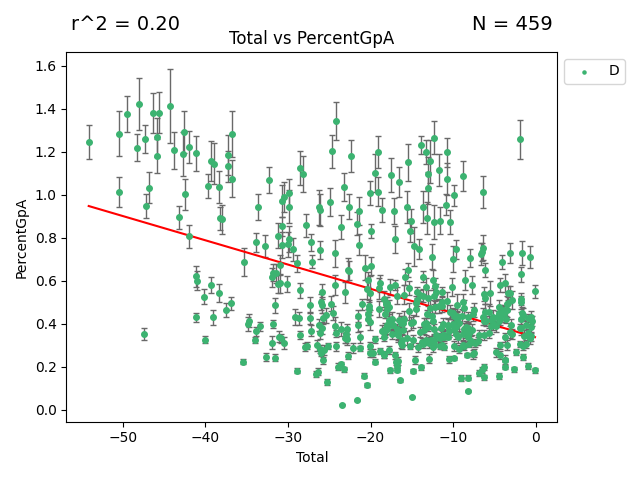 r^2 = 0.20
N = 459
Total vs PercentGpA
D
PercentGpA
1.6
1.4
1.2
1.0
0.8
0.6
0.4
0.2
0.0
−50
−40
−30
−20
−10
0
Total